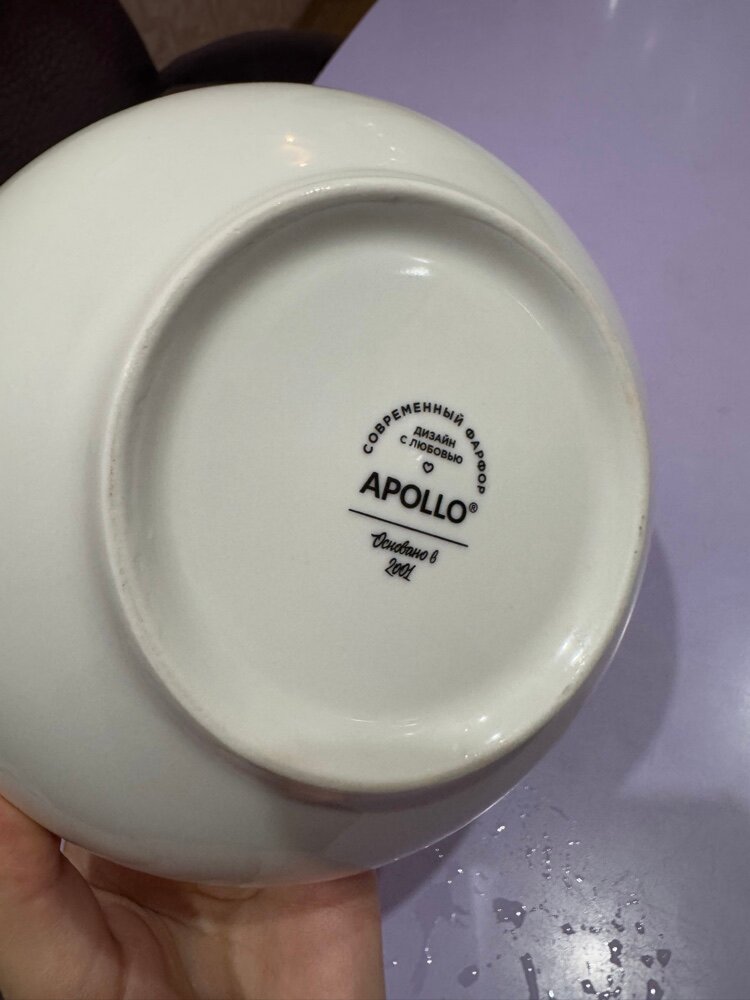 СОВРЕМЕННЫЙ ФАРФОР
ДИЗАЙН
С ЛЮБОВЬЮ
APOLLO®
Основано в
2001